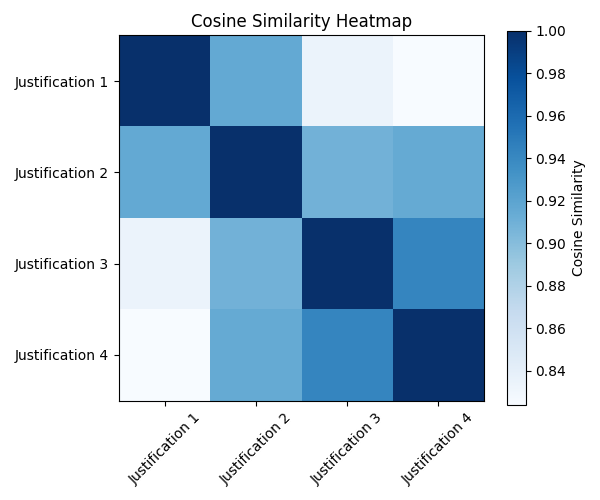 Cosine Similarity Heatmap
Justification 1
Justification 2
Justification 3
Justification 4
Justification 1
Justification 2
Justification 3
Justification 4
1.00
0.98
0.96
0.94
0.92
0.90
0.88
0.86
0.84
Cosine Similarity